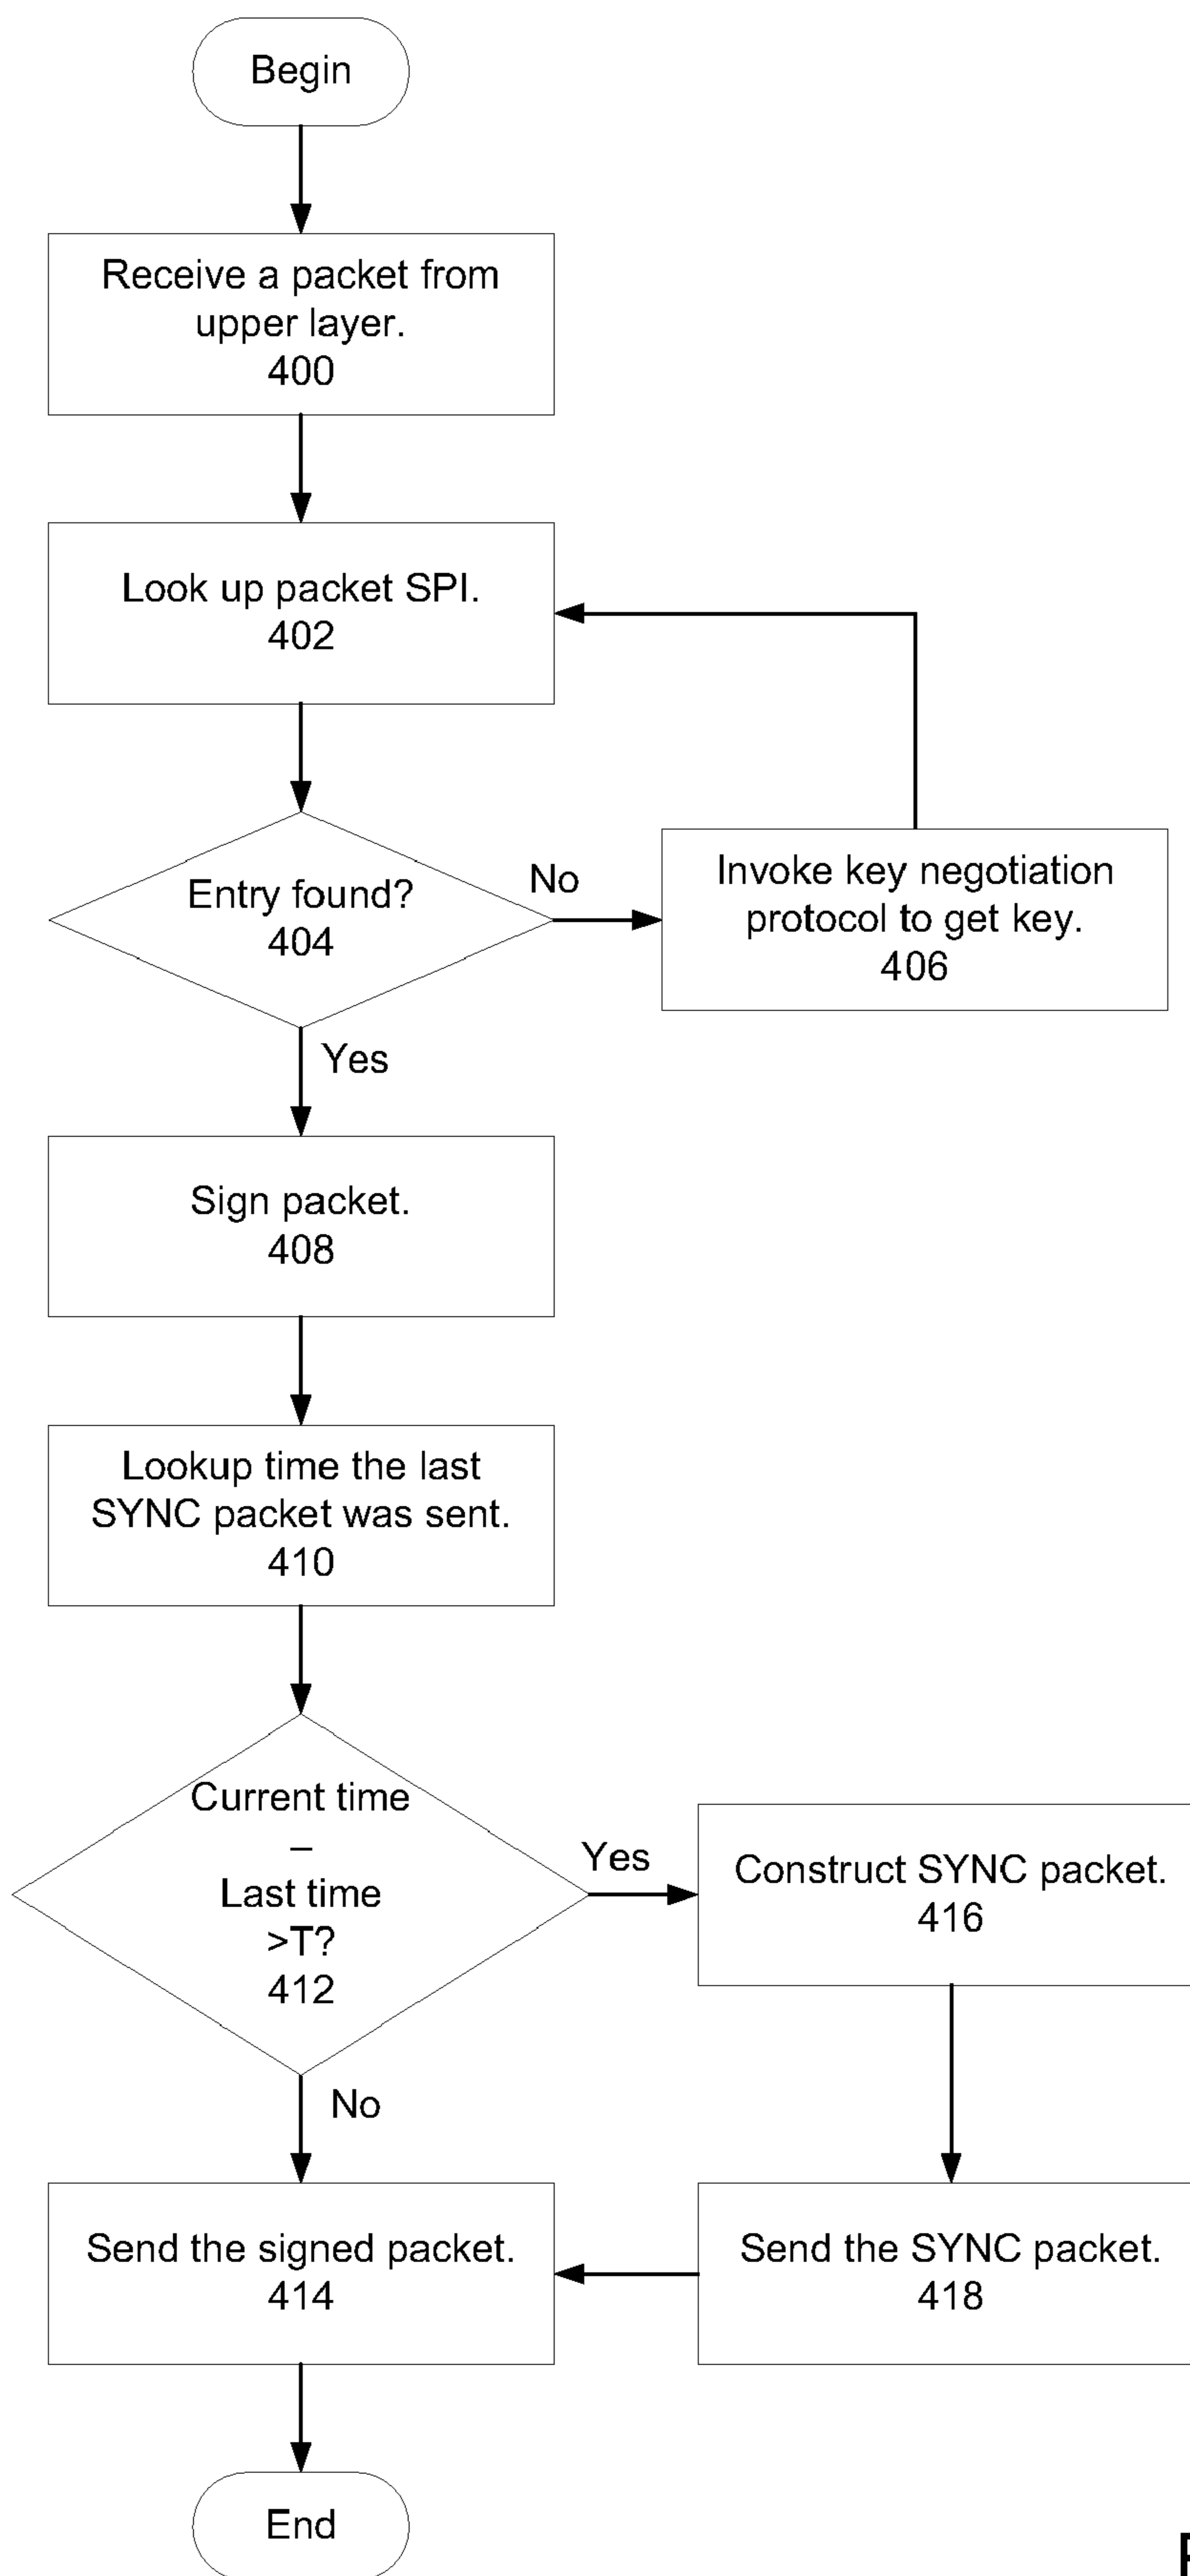 Begin
Receive a packet from
upper layer.
400
Look up packet SPI.
402
Entry found?
404
No
Invoke key negotiation
protocol to get key.
406
Yes
Sign packet.
408
Lookup time the last
SYNC packet was sent.
410
Current time
–
Last time
>T?
412
Yes
Construct SYNC packet.
416
No
Send the signed packet.
414
Send the SYNC packet.
418
End